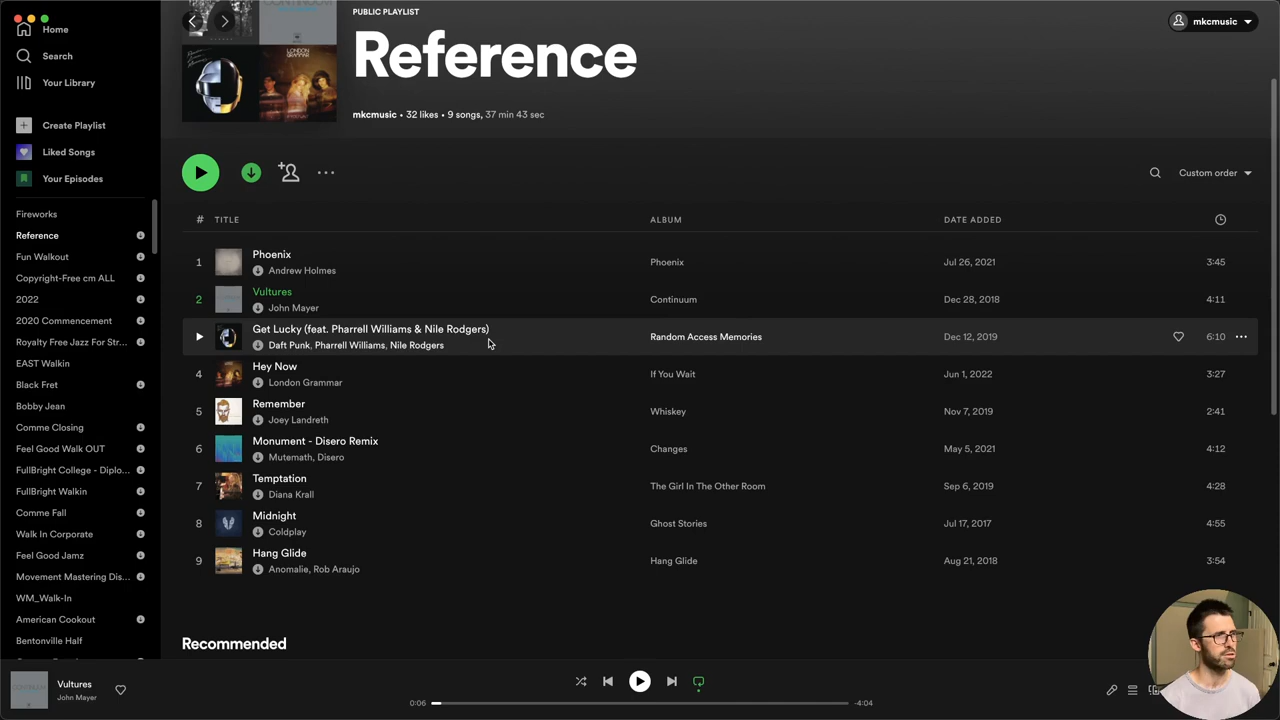 Home
Search
Your Library
Create Playlist
Liked Songs
Your Episodes
Fireworks
Reference
Fun Walkout
Copyright-Free cm ALL
2022
2020 Commencement
Royalty Free Jazz For Str...
EAST Walkin
Black Fret
Bobby Jean
Comme Closing
Feel Good Walk OUT
FullBright College - Diplo...
FullBright Walkin
Comme Fall
Walk In Corporate
Feel Good Jamz
Movement Mastering Dis...
WM_Walk-In
American Cookout
Bentonville Half
mkcmusic
PUBLIC PLAYLIST
Reference
mkcmusic • 32 likes • 9 songs, 37 min 43 sec
Custom order
# TITLE ALBUM DATE ADDED
1 Phoenix Phoenix Jul 26, 2021 3:45
Andrew Holmes
2 Vultures Continuum Dec 28, 2018 4:11
John Mayer
Get Lucky (feat. Pharrell Williams & Nile Rodgers) Random Access Memories Dec 12, 2019 6:10
Daft Punk, Pharrell Williams, Nile Rodgers
4 Hey Now If You Wait Jun 1, 2022 3:27
London Grammar
5 Remember Whiskey Nov 7, 2019 2:41
Joey Landreth
6 Monument - Disero Remix Changes May 5, 2021 4:12
Mutemath, Disero
7 Temptation The Girl In The Other Room Sep 6, 2019 4:28
Diana Krall
8 Midnight Ghost Stories Jul 17, 2017 4:55
Coldplay
9 Hang Glide Hang Glide Aug 21, 2018 3:54
Anomalie, Rob Araujo
Recommended
Vultures
John Mayer
0:06 -4:04